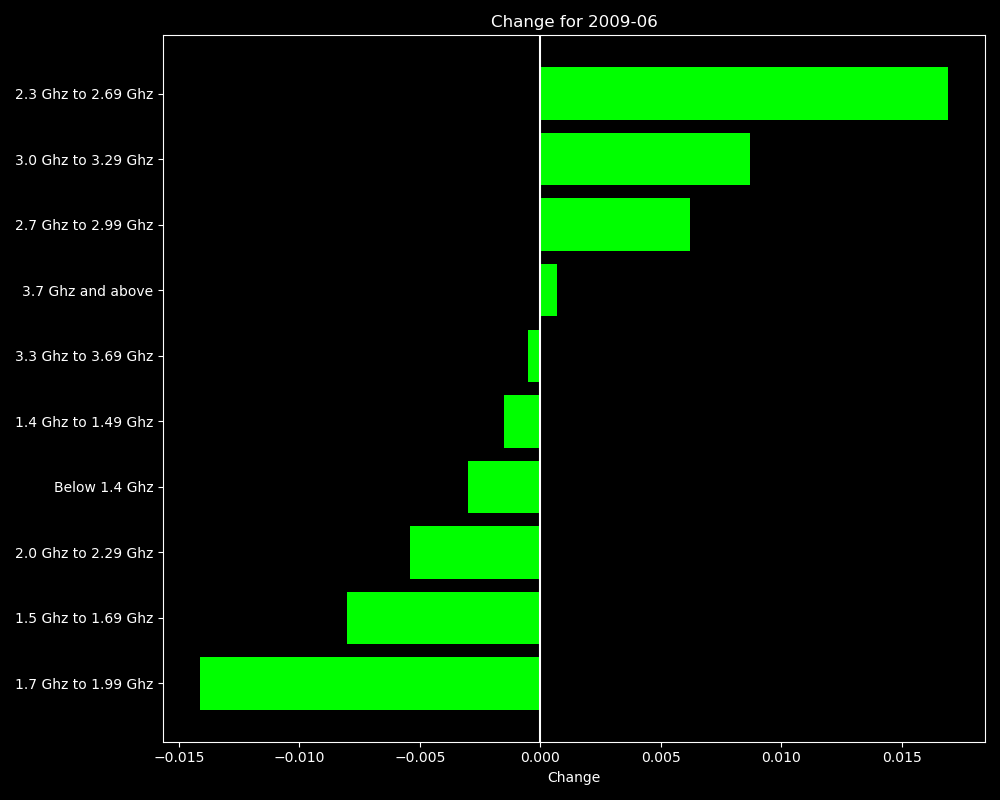 Change for 2009-06
2.3 Ghz to 2.69 Ghz
3.0 Ghz to 3.29 Ghz
2.7 Ghz to 2.99 Ghz
3.7 Ghz and above
3.3 Ghz to 3.69 Ghz
1.4 Ghz to 1.49 Ghz
Below 1.4 Ghz
2.0 Ghz to 2.29 Ghz
1.5 Ghz to 1.69 Ghz
1.7 Ghz to 1.99 Ghz
−0.015 −0.010 −0.005 0.000 0.005 0.010 0.015
Change